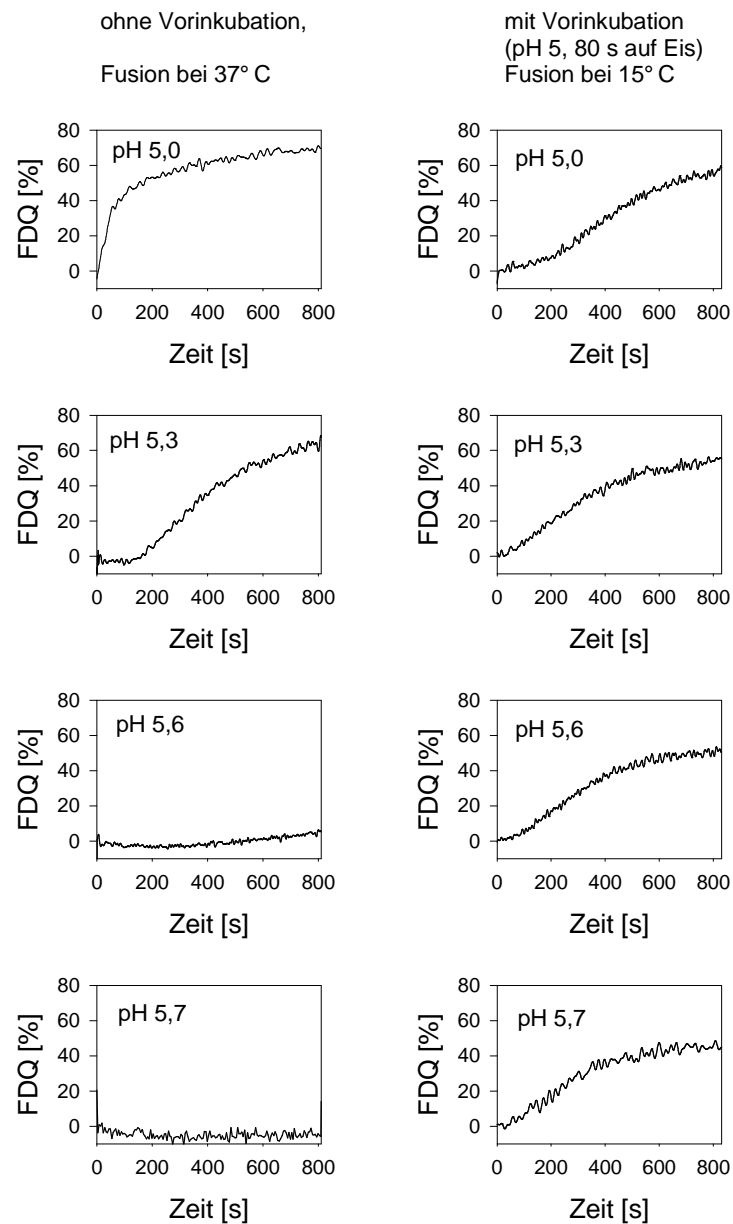 ohne Vorinkubation,
Fusion bei 37° C
mit Vorinkubation
(pH 5, 80 s auf Eis)
Fusion bei 15° C
FDQ [%]
80
60
40
20
0
pH 5,0
0 200 400 600 800
Zeit [s]
FDQ [%]
80
60
40
20
0
pH 5,0
0 200 400 600 800
Zeit [s]
FDQ [%]
80
60
40
20
0
pH 5,3
0 200 400 600 800
Zeit [s]
FDQ [%]
80
60
40
20
0
pH 5,3
0 200 400 600 800
Zeit [s]
FDQ [%]
80
60
40
20
0
pH 5,6
0 200 400 600 800
Zeit [s]
FDQ [%]
80
60
40
20
0
pH 5,6
0 200 400 600 800
Zeit [s]
FDQ [%]
80
60
40
20
0
pH 5,7
0 200 400 600 800
Zeit [s]
FDQ [%]
80
60
40
20
0
pH 5,7
0 200 400 600 800
Zeit [s]